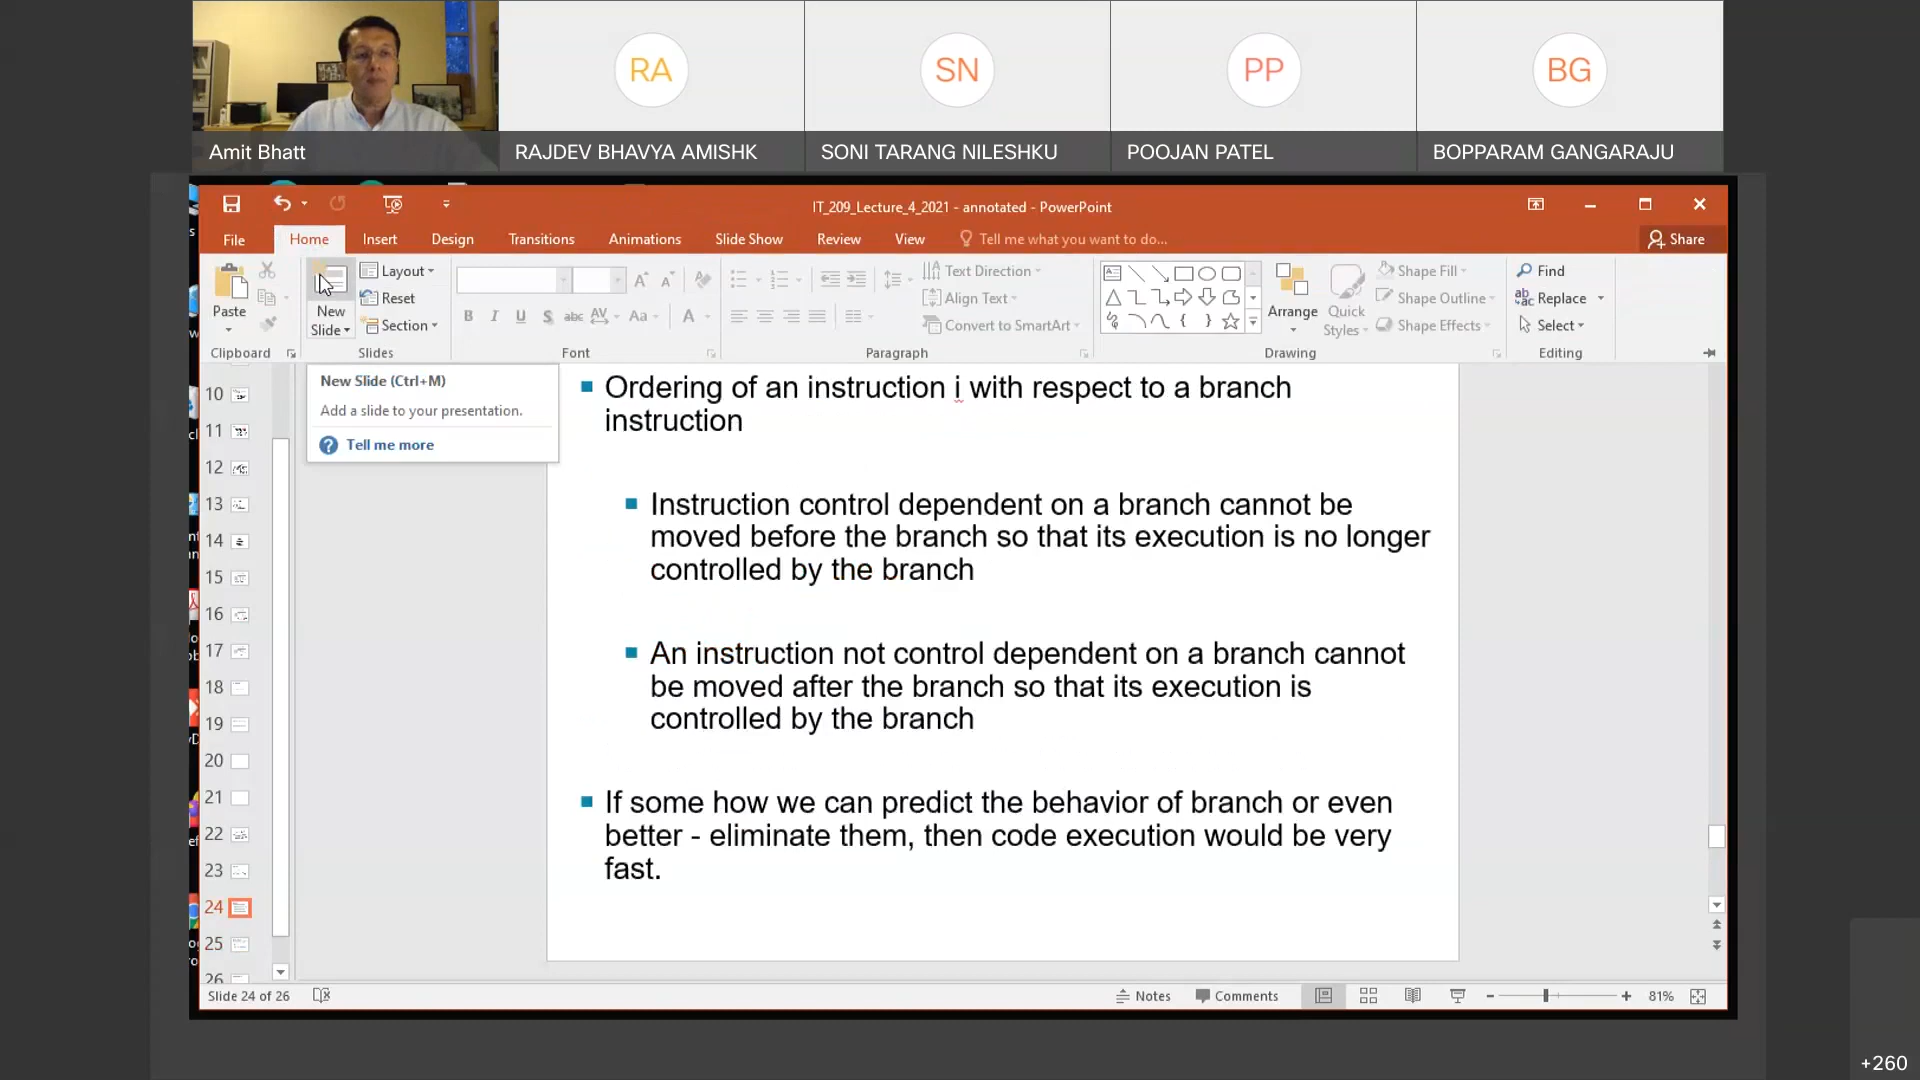 RA
SN
PP
BG
Amit Bhatt
RAJDEV BHAVYA AMISHK
SONI TARANG NILESHKU
POOJAN PATEL
BOPPARAM GANGARAJU
IT_209_Lecture_4_2021 - annotated - PowerPoint
File Home Insert Design Transitions Animations Slide Show Review View Tell me what you want to do... Share
Paste
New
Slide
Layout
Reset
Section
B I U S abc AV Aa A
Text Direction
Align Text
Convert to SmartArt
Arrange
Quick
Styles
Shape Fill
Shape Outline
Shape Effects
Find
Replace
Select
Clipboard Slides Font Paragraph Drawing Editing
New Slide (Ctrl+M)
Add a slide to your presentation.
Tell me more
10
11
12
13
14
15
16
17
18
19
20
21
22
23
24
25
26
Ordering of an instruction i with respect to a branch
instruction
Instruction control dependent on a branch cannot be
moved before the branch so that its execution is no longer
controlled by the branch
An instruction not control dependent on a branch cannot
be moved after the branch so that its execution is
controlled by the branch
If some how we can predict the behavior of branch or even
better - eliminate them, then code execution would be very
fast.
Slide 24 of 26
Notes
Comments
81%
+260